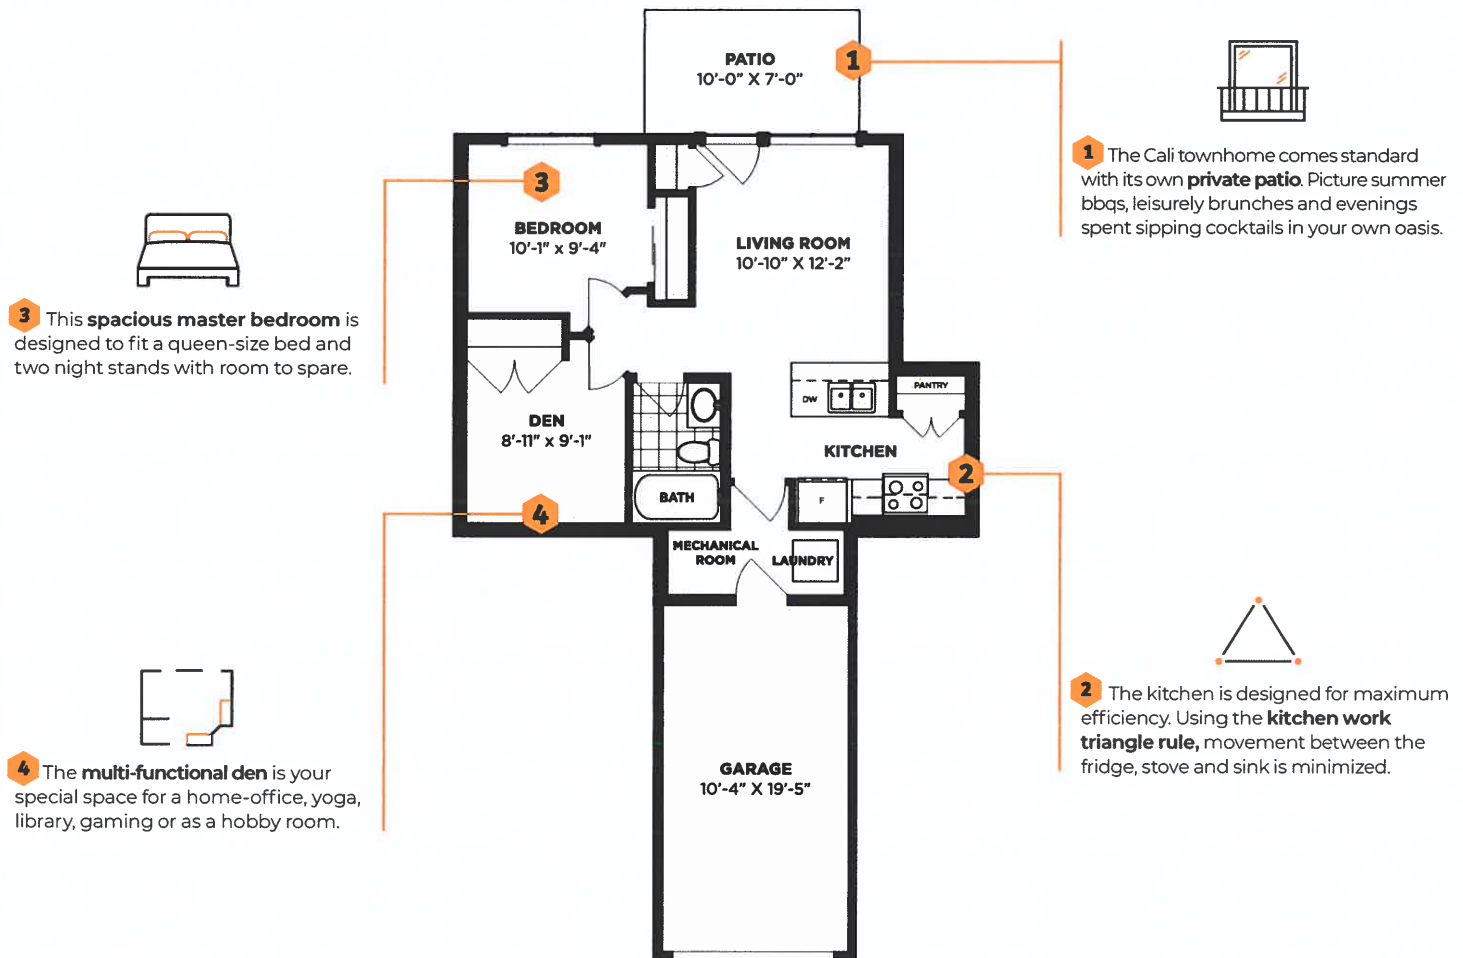 PATIO
10'-0" X 7'-0"
1
1 The Cali townhome comes standard
with its own private patio. Picture summer
bbqs, leisurely brunches and evenings
spent sipping cocktails in your own oasis.
3
BEDROOM
10'-1" x 9'-4"
LIVING ROOM
10'-10" X 12'-2"
3 This spacious master bedroom is
designed to fit a queen-size bed and
two night stands with room to spare.
PANTRY
DW
DEN
8'-11" x 9'-1"
KITCHEN
2
BATH
F
4
MECHANICAL
ROOM
LAUNDRY
2 The kitchen is designed for maximum
efficiency. Using the kitchen work
triangle rule, movement between the
fridge, stove and sink is minimized.
4 The multi-functional den is your
special space for a home-office, yoga,
library, gaming or as a hobby room.
GARAGE
10'-4" X 19'-5"